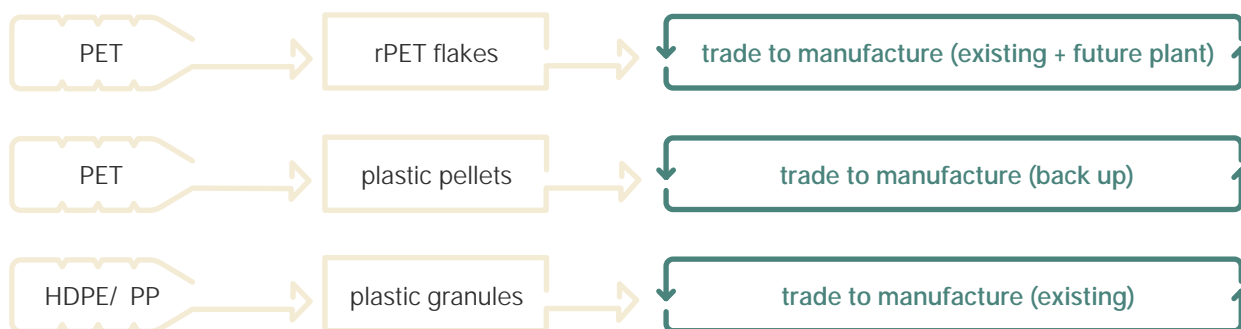 PET rPET flakes trade to manufacture (existing + future plant)
PET plastic pellets trade to manufacture (back up)
HDPE/ PP plastic granules trade to manufacture (existing)